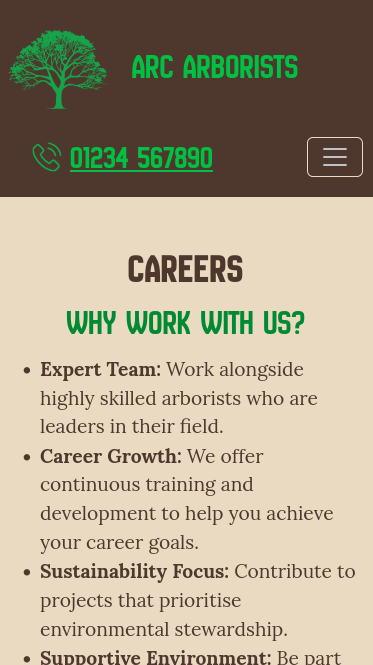 ARC ARBORISTS
01234 567890
CAREERS
WHY WORK WITH US?
• Expert Team: Work alongside
highly skilled arborists who are
leaders in their field.
• Career Growth: We offer
continuous training and
development to help you achieve
your career goals.
• Sustainability Focus: Contribute to
projects that prioritise
environmental stewardship.
• Supportive Environment: Be part